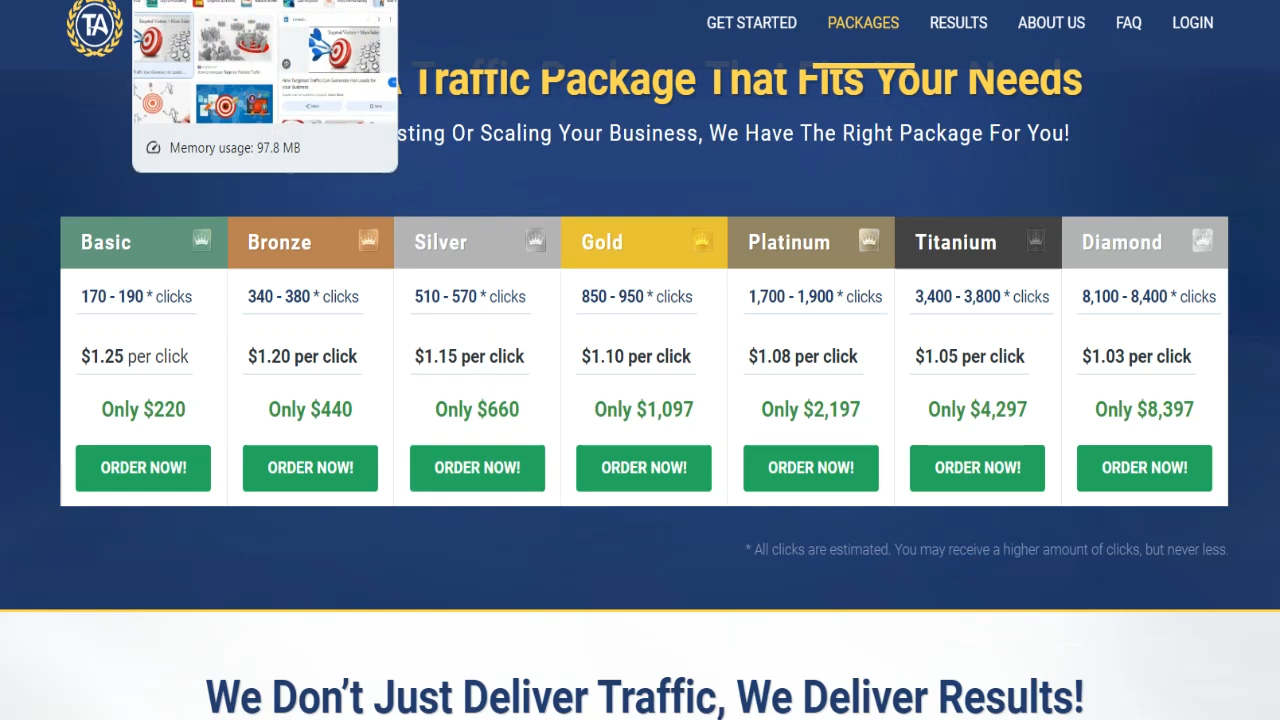 TA
GET STARTED PACKAGES RESULTS ABOUT US FAQ LOGIN
Targeted Visitors = More Sales
Traffic Package That Fits Your Needs
sting Or Scaling Your Business, We Have The Right Package For You!
Memory usage: 97.8 MB
Basic Bronze Silver Gold Platinum Titanium Diamond
170 - 190 * clicks 340 - 380 * clicks 510 - 570 * clicks 850 - 950 * clicks 1,700 - 1,900 * clicks 3,400 - 3,800 * clicks 8,100 - 8,400 * clicks
$1.25 per click $1.20 per click $1.15 per click $1.10 per click $1.08 per click $1.05 per click $1.03 per click
Only $220 Only $440 Only $660 Only $1,097 Only $2,197 Only $4,297 Only $8,397
ORDER NOW! ORDER NOW! ORDER NOW! ORDER NOW! ORDER NOW! ORDER NOW! ORDER NOW!
* All clicks are estimated. You may receive a higher amount of clicks, but never less.
We Don't Just Deliver Traffic, We Deliver Results!